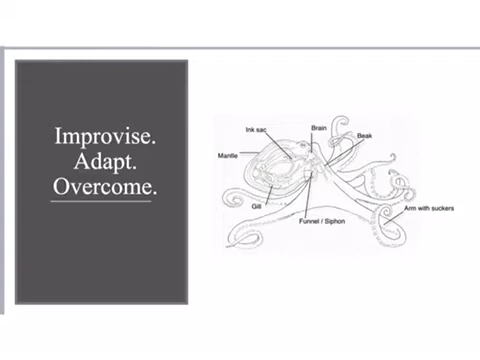 Improvise.
Adapt.
Overcome.
Ink sac
Brain
Beak
Mantle
Gill
Funnel / Siphon
Arm with suckers